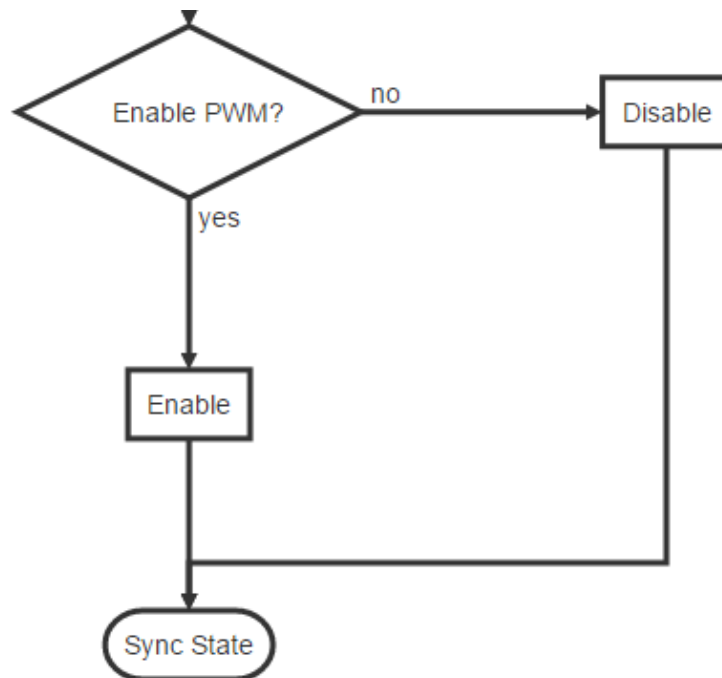 Enable PWM?
no
Disable
yes
Enable
Sync State